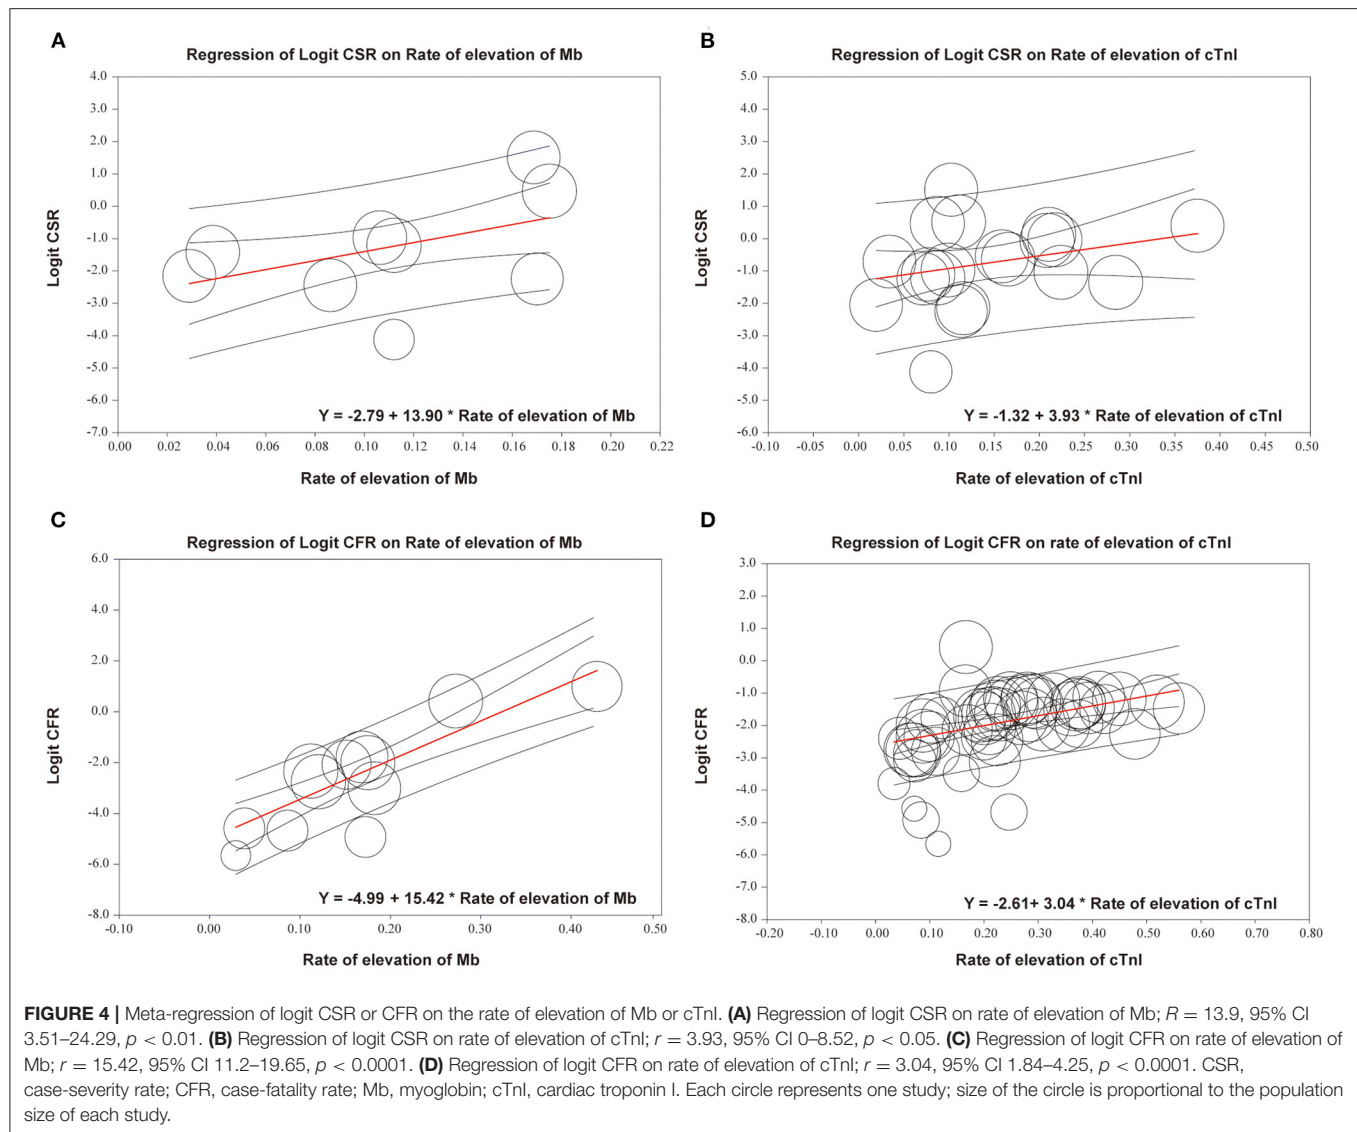 A
Regression of Logit CSR on Rate of elevation of Mb
4.0
3.0
2.0
1.0
0.0
-1.0
-2.0
-3.0
-4.0
-5.0
-6.0
-7.0
Logit CSR
Y = -2.79 + 13.90 * Rate of elevation of Mb
0.00 0.02 0.04 0.06 0.08 0.10 0.12 0.14 0.16 0.18 0.20 0.22
Rate of elevation of Mb
B
Regression of Logit CSR on Rate of elevation of cTnI
5.0
4.0
3.0
2.0
1.0
0.0
-1.0
-2.0
-3.0
-4.0
-5.0
-6.0
Logit CSR
Y = -1.32 + 3.93 * Rate of elevation of cTnI
-0.10 -0.05 0.00 0.05 0.10 0.15 0.20 0.25 0.30 0.35 0.40 0.45 0.50
Rate of elevation of cTnI
C
Regression of Logit CFR on Rate of elevation of Mb
6.0
4.0
2.0
0.0
-2.0
-4.0
-6.0
-8.0
Logit CFR
Y = -4.99 + 15.42 * Rate of elevation of Mb
-0.10 0.00 0.10 0.20 0.30 0.40 0.50
Rate of elevation of Mb
D
Regression of Logit CFR on rate of elevation of cTnI
3.0
2.0
1.0
0.0
-1.0
-2.0
-3.0
-4.0
-5.0
-6.0
-7.0
-8.0
Logit CFR
Y = -2.61+ 3.04 * Rate of elevation of cTnI
-0.20 -0.10 0.00 0.10 0.20 0.30 0.40 0.50 0.60 0.70 0.80
Rate of elevation of cTnI
FIGURE 4 | Meta-regression of logit CSR or CFR on the rate of elevation of Mb or cTnI. (A) Regression of logit CSR on rate of elevation of Mb; R = 13.9, 95% CI
3.51–24.29, p < 0.01. (B) Regression of logit CSR on rate of elevation of cTnI; r = 3.93, 95% CI 0–8.52, p < 0.05. (C) Regression of logit CFR on rate of elevation of
Mb; r = 15.42, 95% CI 11.2–19.65, p < 0.0001. (D) Regression of logit CFR on rate of elevation of cTnI; r = 3.04, 95% CI 1.84–4.25, p < 0.0001. CSR,
case-severity rate; CFR, case-fatality rate; Mb, myoglobin; cTnI, cardiac troponin I. Each circle represents one study; size of the circle is proportional to the population
size of each study.